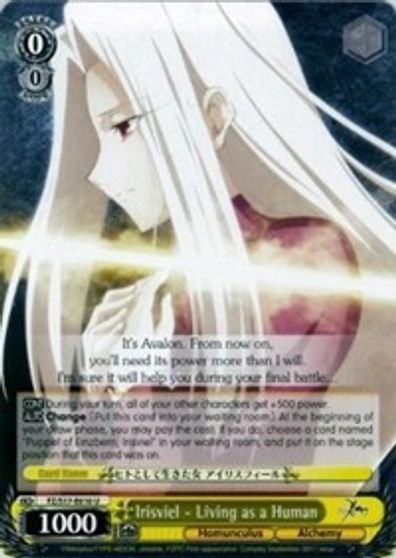 0
0
It's Avalon. From now on,
you'll need its power more than I will.
I'm sure it will help you during your final battle...
CONT During your turn, all of your other characters get +500 power.
AUTO Change [Put this card into your waiting room] At the beginning of
your draw phase, you may pay the cost. If you do, choose a card named
"Puppet of Einzbern, Irisviel" in your waiting room, and put it on the stage
position that this card was on.
Card Name ヒトとして生きた女 アイリスフィール
Irisviel - Living as a Human
1000
Homunculus
Alchemy